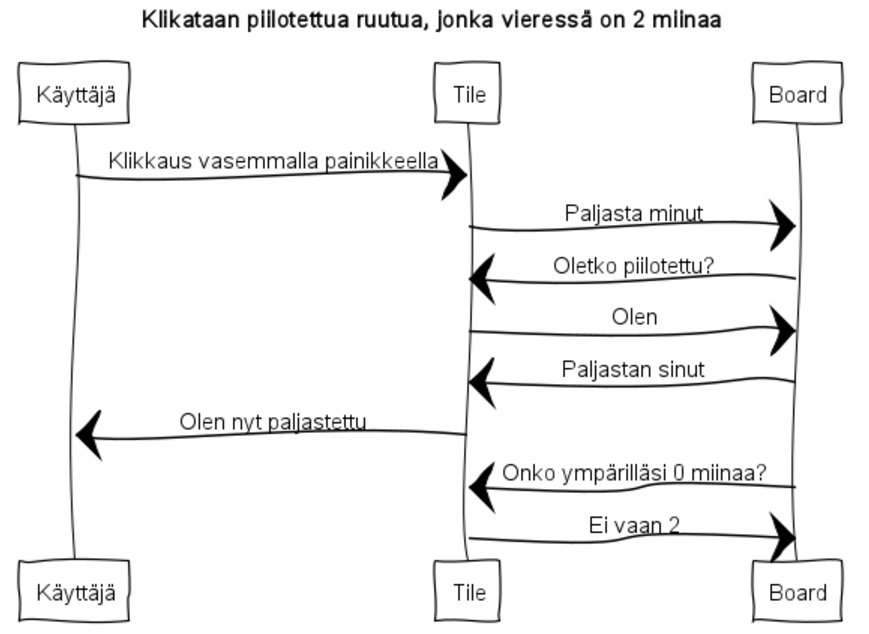 Klikataan piilotettua ruutua, jonka vieressä on 2 miinaa
Käyttäjä
Tile
Board
Klikkaus vasemmalla painikkeella
Paljasta minut
Oletko piilotettu?
Olen
Paljastan sinut
Olen nyt paljastettu
Onko ympärilläsi 0 miinaa?
Ei vaan 2
Käyttäjä
Tile
Board